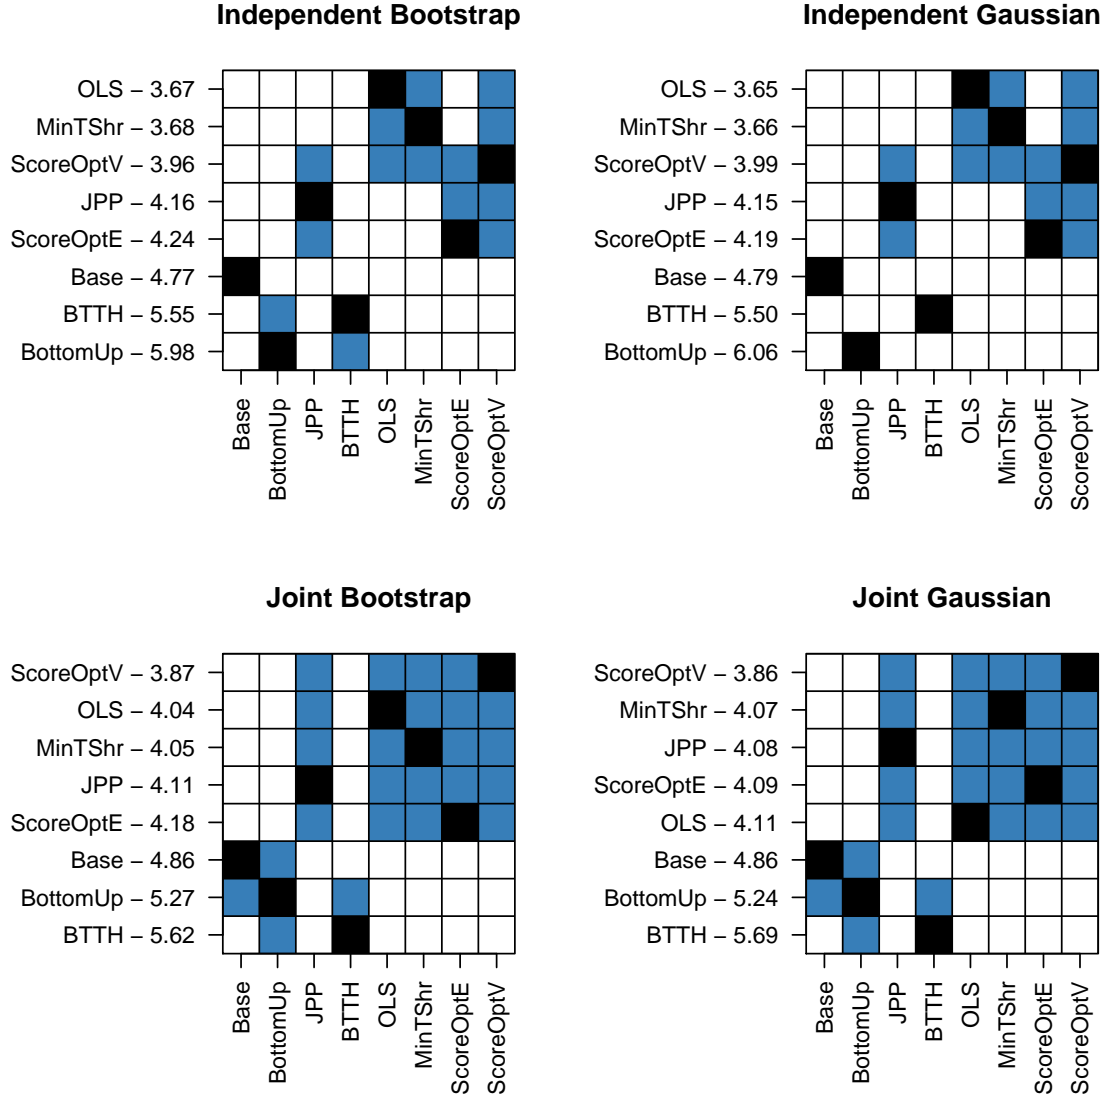 Independent Bootstrap
OLS − 3.67
MinTShr − 3.68
ScoreOptV − 3.96
JPP − 4.16
ScoreOptE − 4.24
Base − 4.77
BTTH − 5.55
BottomUp − 5.98
Base
BottomUp
JPP
BTTH
OLS
MinTShr
ScoreOptE
ScoreOptV
Independent Gaussian
OLS − 3.65
MinTShr − 3.66
ScoreOptV − 3.99
JPP − 4.15
ScoreOptE − 4.19
Base − 4.79
BTTH − 5.50
BottomUp − 6.06
Base
BottomUp
JPP
BTTH
OLS
MinTShr
ScoreOptE
ScoreOptV
Joint Bootstrap
ScoreOptV − 3.87
OLS − 4.04
MinTShr − 4.05
JPP − 4.11
ScoreOptE − 4.18
Base − 4.86
BottomUp − 5.27
BTTH − 5.62
Base
BottomUp
JPP
BTTH
OLS
MinTShr
ScoreOptE
ScoreOptV
Joint Gaussian
ScoreOptV − 3.86
MinTShr − 4.07
JPP − 4.08
ScoreOptE − 4.09
OLS − 4.11
Base − 4.86
BottomUp − 5.24
BTTH − 5.69
Base
BottomUp
JPP
BTTH
OLS
MinTShr
ScoreOptE
ScoreOptV